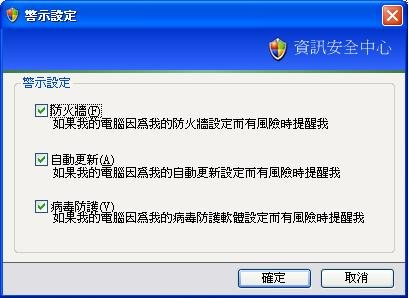 警示設定
資訊安全中心
警示設定
防火牆(F)
如果我的電腦因爲我的防火牆設定而有風險時提醒我
自動更新(A)
如果我的電腦因爲我的自動更新設定而有風險時提醒我
病毒防護(V)
如果我的電腦因爲我的病毒防護軟體設定而有風險時提醒我
確定 取消